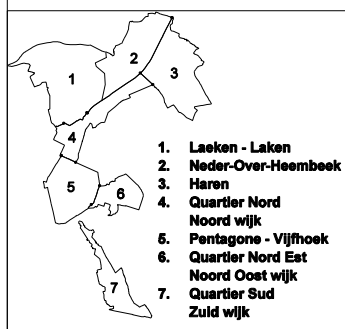 1
2
3
4
5
6
7
1. Laeken - Laken
2. Neder-Over-Heembeek
3. Haren
4. Quartier Nord
Noord wijk
5. Pentagone - Vijfhoek
6. Quartier Nord Est
Noord Oost wijk
7. Quartier Sud
Zuid wijk